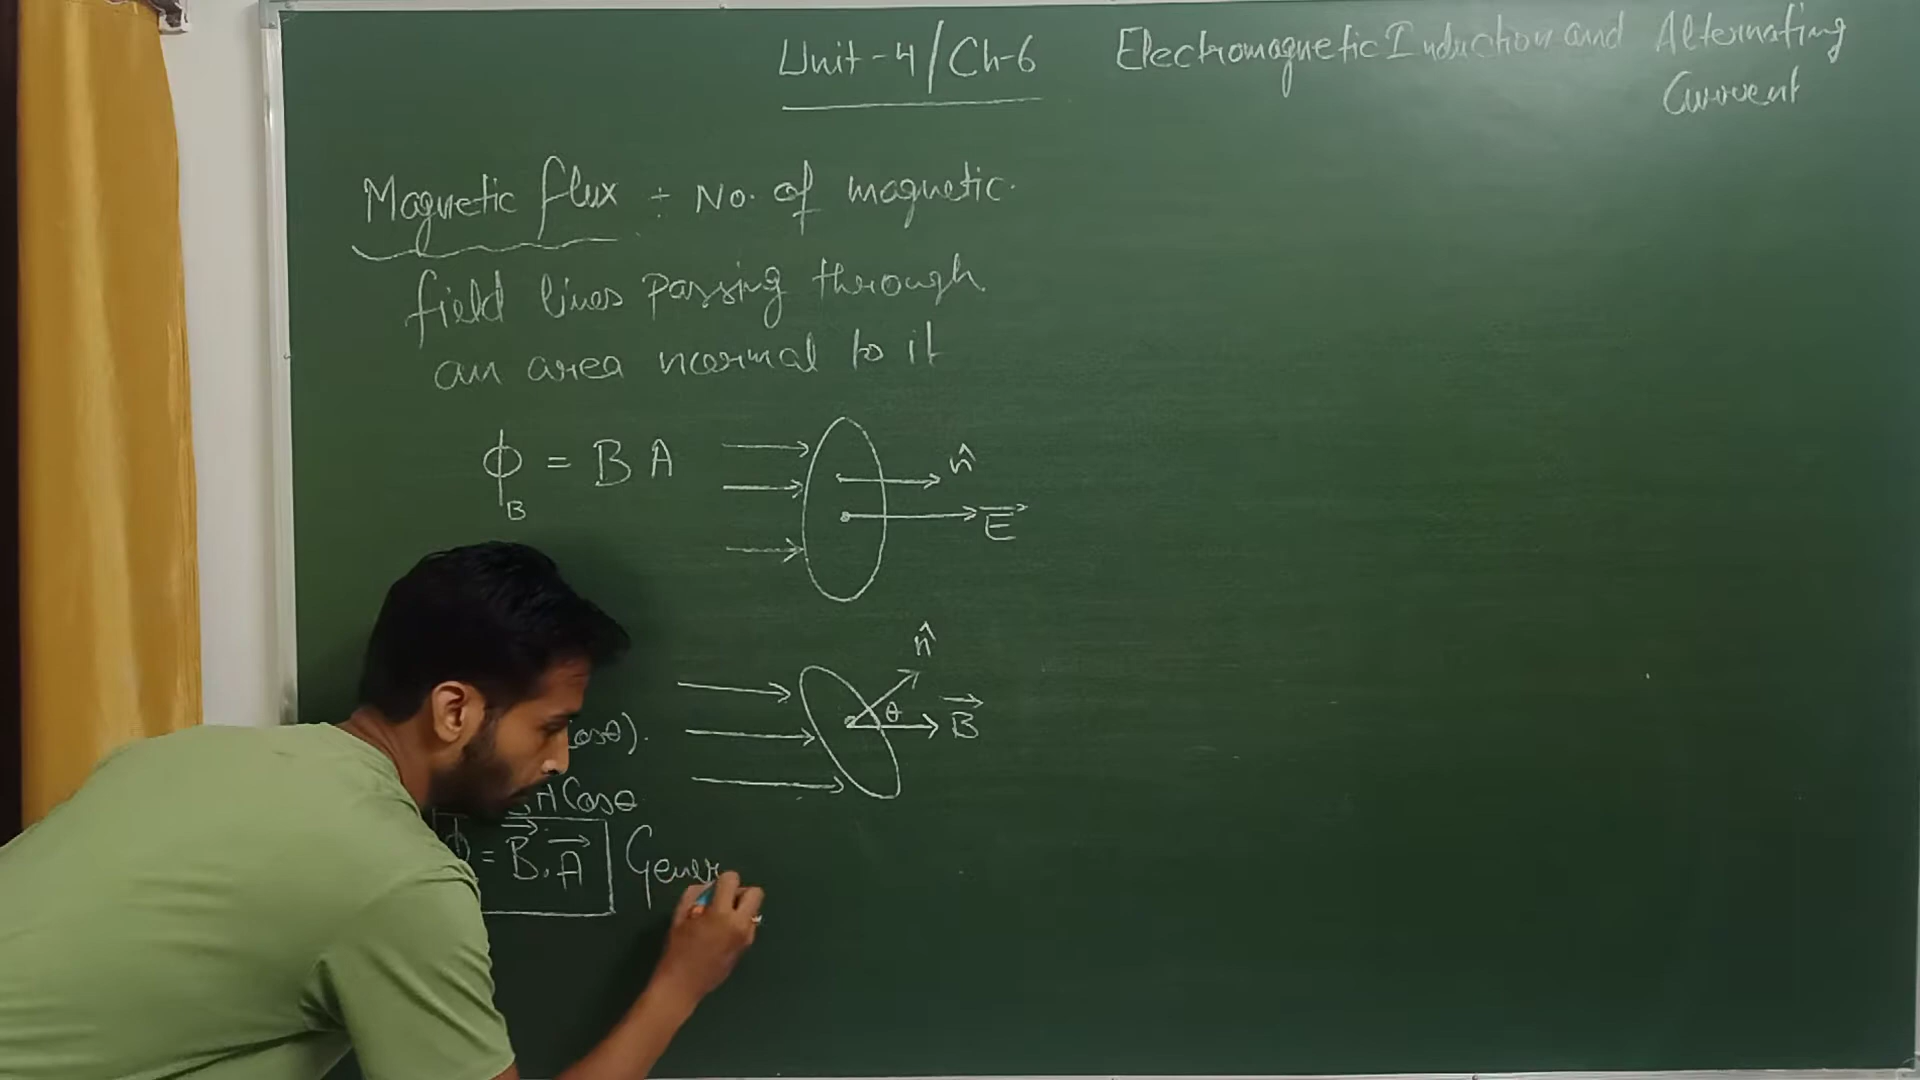 Unit-4/Ch-6 Electromagnetic Induction and Alternating
Current
Magnetic flux ÷ No. of magnetic
field lines passing through
an area normal to it
ϕ_B = B A
n̂
E⃗
n̂
θ
B⃗
Cosθ).
A Cosθ
ϕ = B⃗.A⃗ Gener